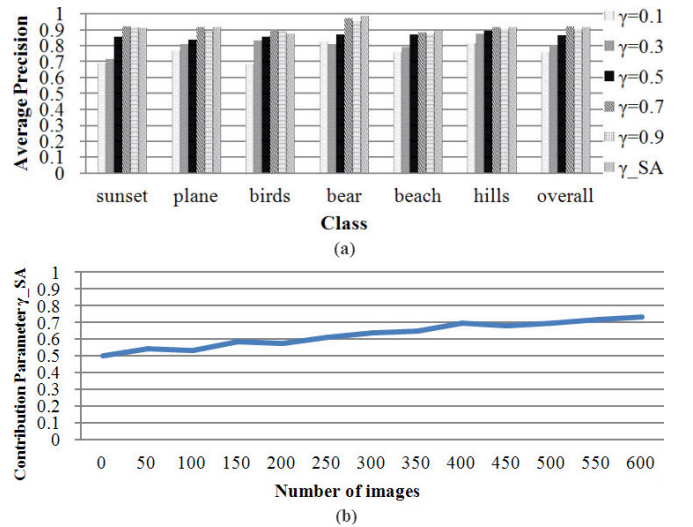 Average Precision
1
0.9
0.8
0.7
0.6
0.5
0.4
0.3
0.2
0.1
0
sunset plane birds bear beach hills overall
Class
γ=0.1
γ=0.3
γ=0.5
γ=0.7
γ=0.9
γ_SA
(a)
Contribution Parameter γ_SA
1
0.9
0.8
0.7
0.6
0.5
0.4
0.3
0.2
0.1
0
0 50 100 150 200 250 300 350 400 450 500 550 600
Number of images
(b)